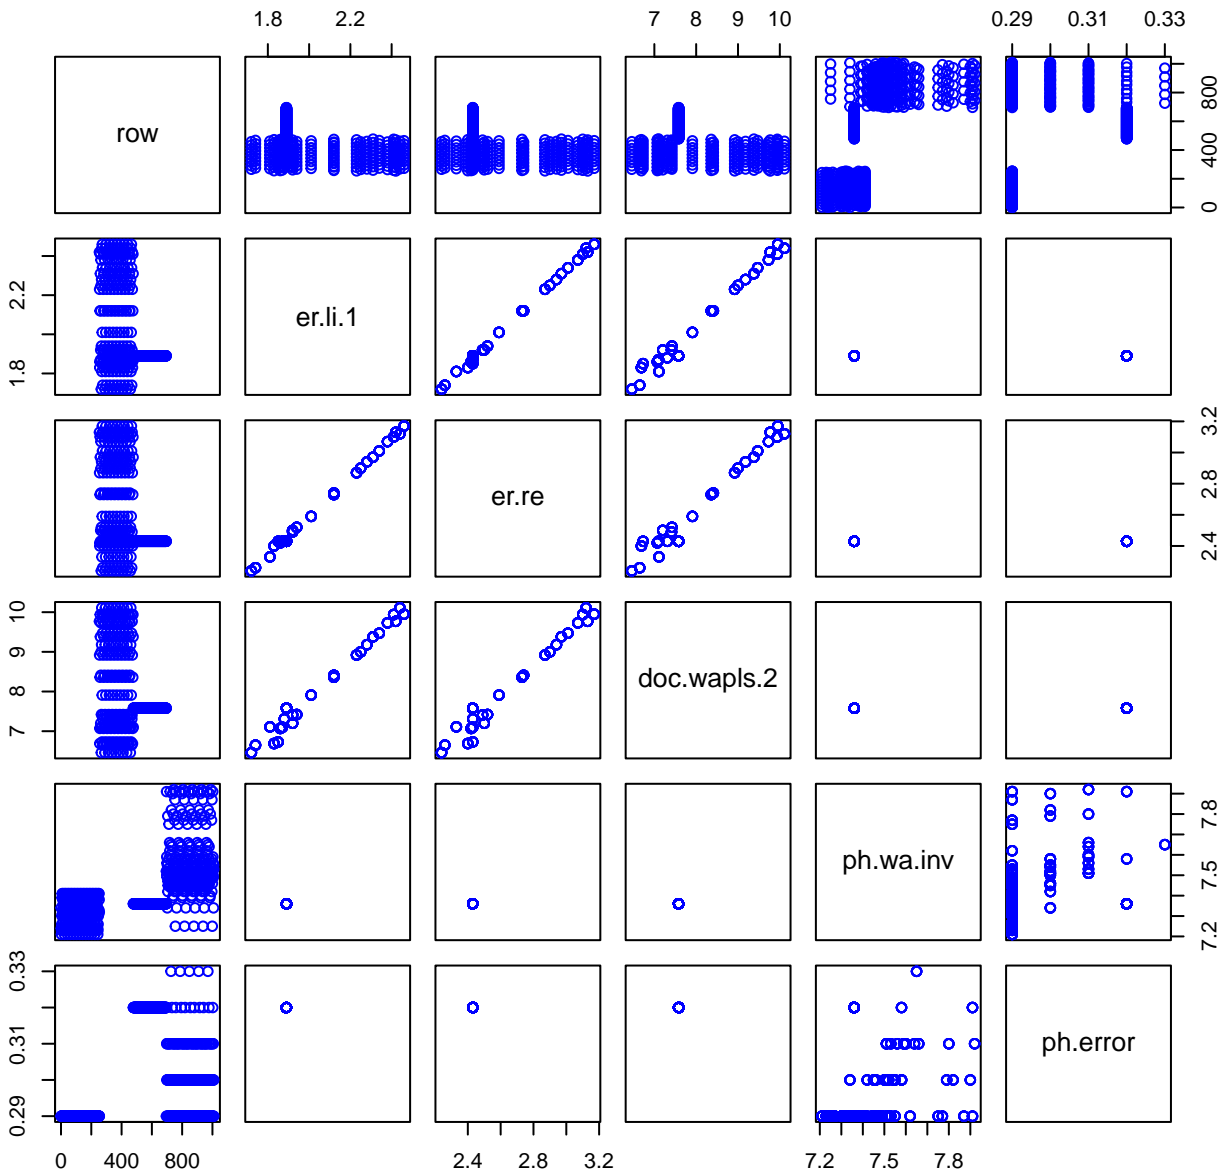 1.8 2.2 7 8 9 10 0.29 0.31 0.33
row
0 400 800
1.8 2.2
er.li.1
er.re
2.4 2.8 3.2
7 8 9 10
doc.wapls.2
ph.wa.inv
7.2 7.5 7.8
0.29 0.31 0.33
ph.error
0 400 800 2.4 2.8 3.2 7.2 7.5 7.8